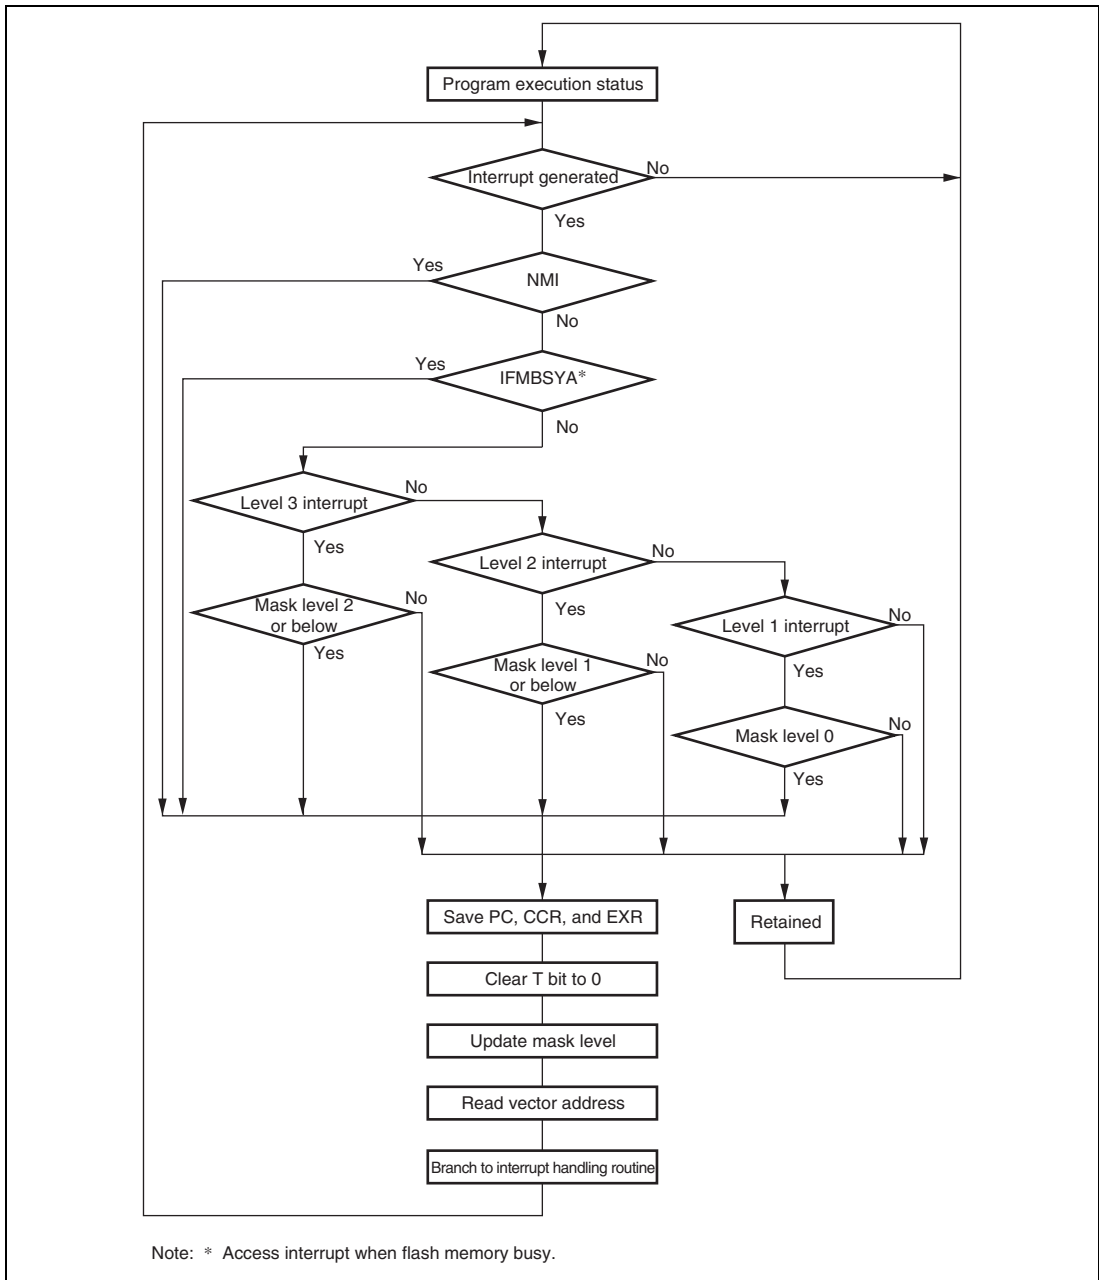 Program execution status
Interrupt generated
No
Yes
Yes
NMI
No
Yes
IFMBSYA*
No
Level 3 interrupt
No
Yes
Level 2 interrupt
No
Yes
Mask level 2
or below
No
Yes
Level 1 interrupt
No
Yes
Mask level 1
or below
No
Yes
Mask level 0
No
Yes
Save PC, CCR, and EXR
Retained
Clear T bit to 0
Update mask level
Read vector address
Branch to interrupt handling routine
Note: * Access interrupt when flash memory busy.